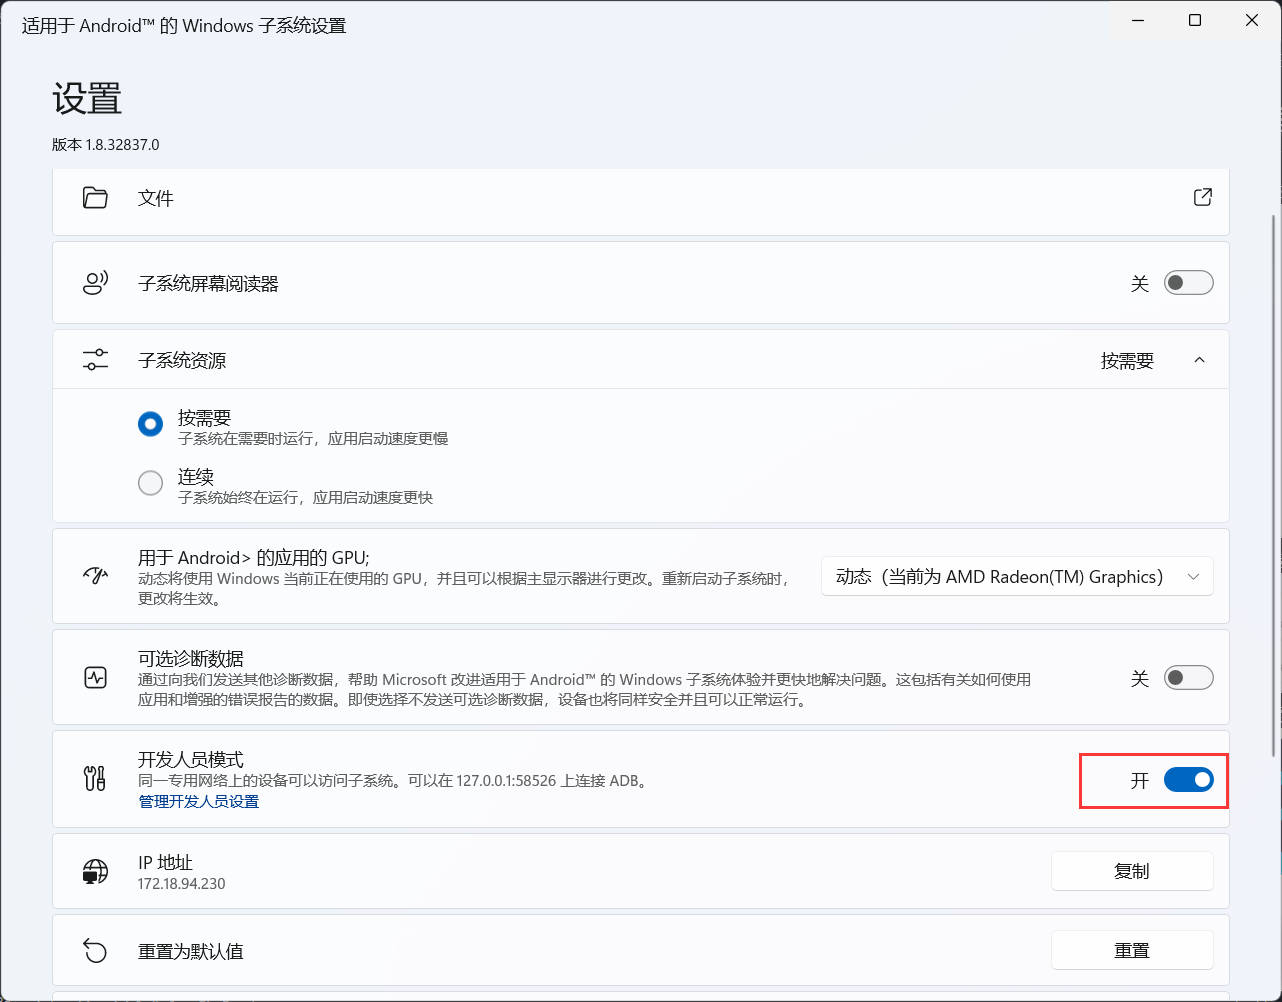 适用于 Android™ 的 Windows 子系统设置
设置
版本 1.8.32837.0
文件
子系统屏幕阅读器
关
子系统资源
按需要
按需要
子系统在需要时运行，应用启动速度更慢
连续
子系统始终在运行，应用启动速度更快
用于 Android> 的应用的 GPU;
动态将使用 Windows 当前正在使用的 GPU，并且可以根据主显示器进行更改。重新启动子系统时，
更改将生效。
动态（当前为 AMD Radeon(TM) Graphics）
可选诊断数据
通过向我们发送其他诊断数据，帮助 Microsoft 改进适用于 Android™ 的 Windows 子系统体验并更快地解决问题。这包括有关如何使用
应用和增强的错误报告的数据。即使选择不发送可选诊断数据，设备也将同样安全并且可以正常运行。
关
开发人员模式
同一专用网络上的设备可以访问子系统。可以在 127.0.0.1:58526 上连接 ADB。
管理开发人员设置
开
IP 地址
172.18.94.230
复制
重置为默认值
重置